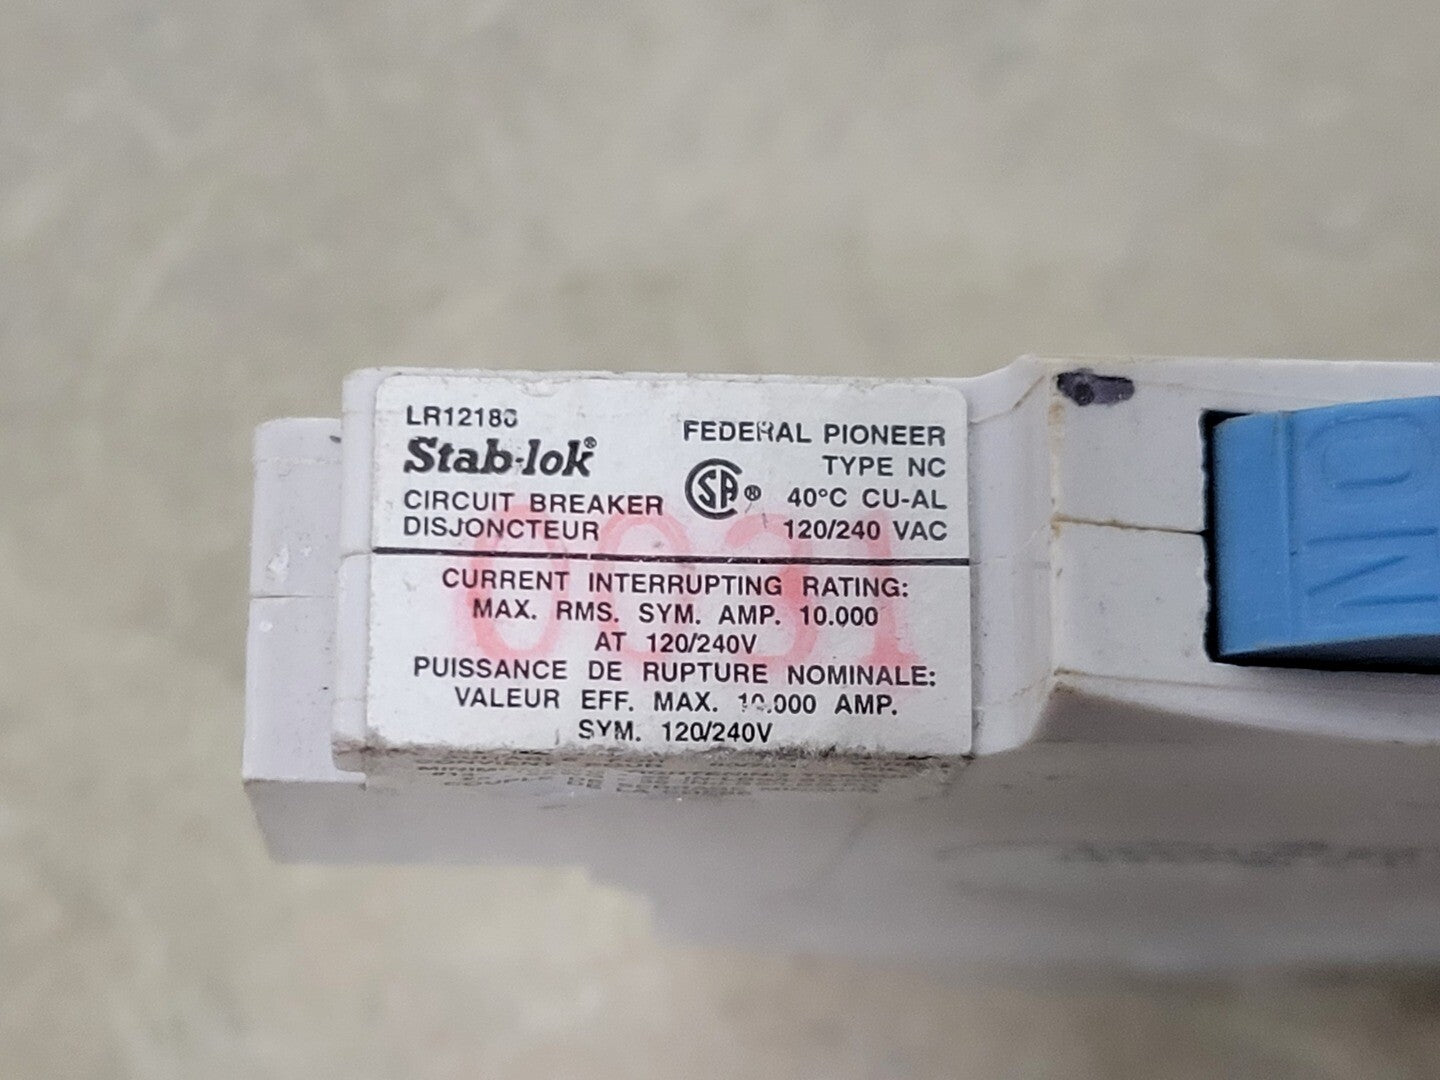 Stab-lok®
CIRCUIT BREAKER
DISJONCTEUR
FEDERAL PIONEER
TYPE NC
SA ® 40°C CU-AL
120/240 VAC
0031
CURRENT INTERRUPTING RATING:
MAX. RMS. SYM. AMP. 10.000
AT 120/240V
PUISSANCE DE RUPTURE NOMINALE:
VALEUR EFF. MAX. 10.000 AMP.
SYM. 120/240V